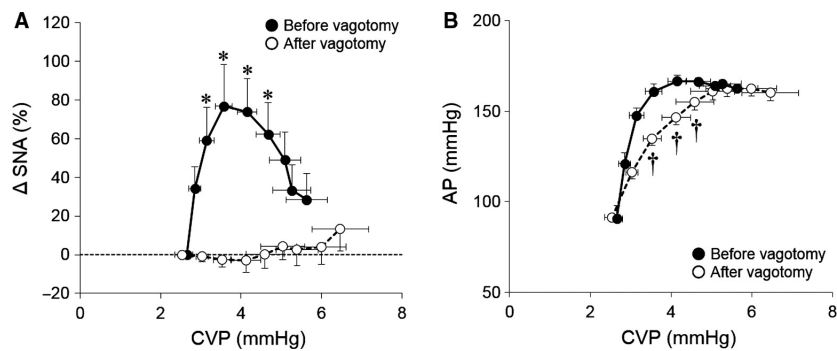 A
120
100
80
60
40
20
0
−20
Δ SNA (%)
Before vagotomy
After vagotomy
* * * *
0 2 4 6 8
CVP (mmHg)
B
200
150
100
50
AP (mmHg)
† † †
Before vagotomy
After vagotomy
0 2 4 6 8
CVP (mmHg)